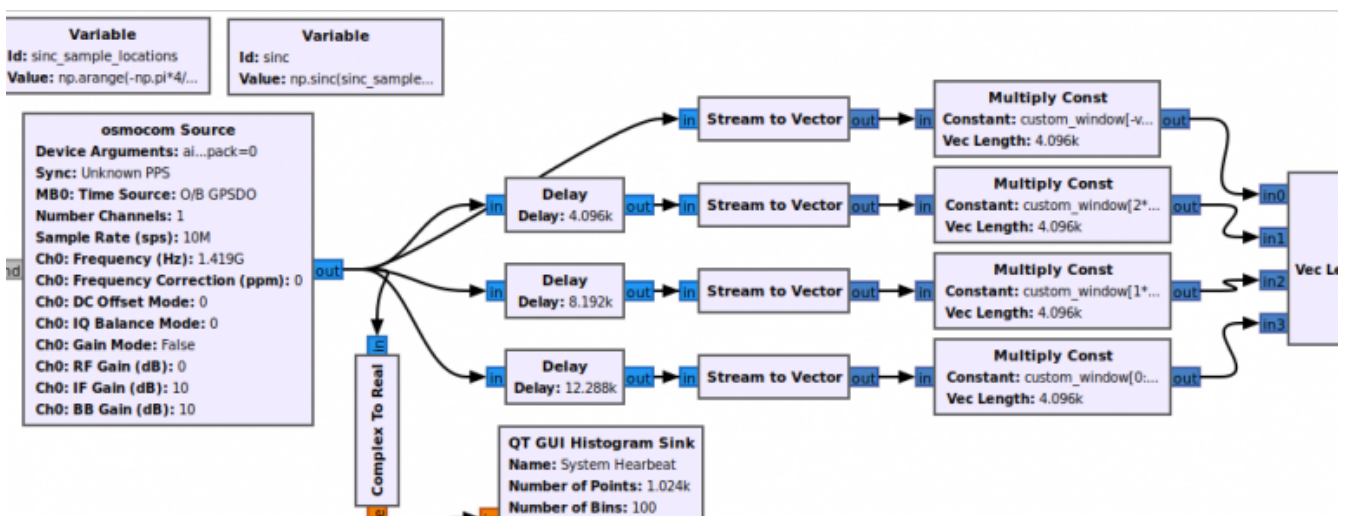 Variable
Id: sinc_sample_locations
Value: np.arange(-np.pi*4/...
Variable
Id: sinc
Value: np.sinc(sinc_sample...
osmocom Source
Device Arguments: ai...pack=0
Sync: Unknown PPS
MB0: Time Source: O/B GPSDO
Number Channels: 1
Sample Rate (sps): 10M
Ch0: Frequency (Hz): 1.419G
Ch0: Frequency Correction (ppm): 0
Ch0: DC Offset Mode: 0
Ch0: IQ Balance Mode: 0
Ch0: Gain Mode: False
Ch0: RF Gain (dB): 0
Ch0: IF Gain (dB): 10
Ch0: BB Gain (dB): 10
out
in
Stream to Vector
out
in
Multiply Const
Constant: custom_window[-v...
Vec Length: 4.096k
out
in
Delay
Delay: 4.096k
out
in
Stream to Vector
out
in
Multiply Const
Constant: custom_window[2*...
Vec Length: 4.096k
out
in
Delay
Delay: 8.192k
out
in
Stream to Vector
out
in
Multiply Const
Constant: custom_window[1*...
Vec Length: 4.096k
out
in
Delay
Delay: 12.288k
out
in
Stream to Vector
out
in
Multiply Const
Constant: custom_window[0:...
Vec Length: 4.096k
out
in0
in1
in2
in3
Vec Le
in
Complex To Real
QT GUI Histogram Sink
Name: System Hearbeat
Number of Points: 1.024k
Number of Bins: 100